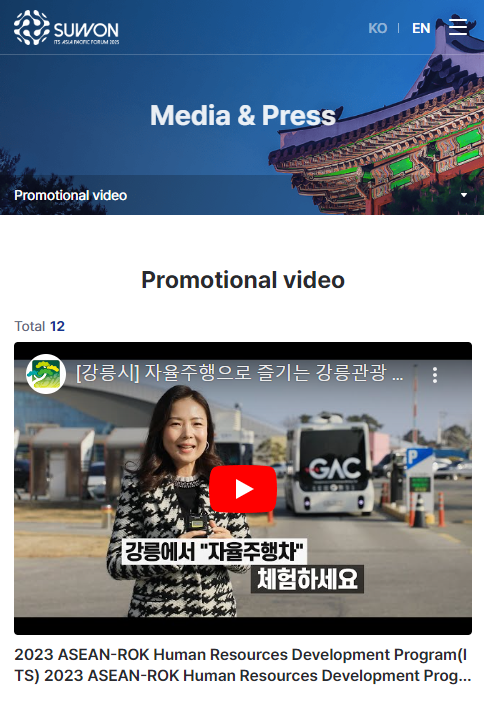 SUWON
ITS ASIA PACIFIC FORUM 2025
KO
EN
Media & Press
Promotional video
Promotional video
Total 12
[강릉시] 자율주행으로 즐기는 강릉관광 ...
GAC
P
강릉에서 "자율주행차"
체험하세요
2023 ASEAN-ROK Human Resources Development Program(I
TS) 2023 ASEAN-ROK Human Resources Development Prog...